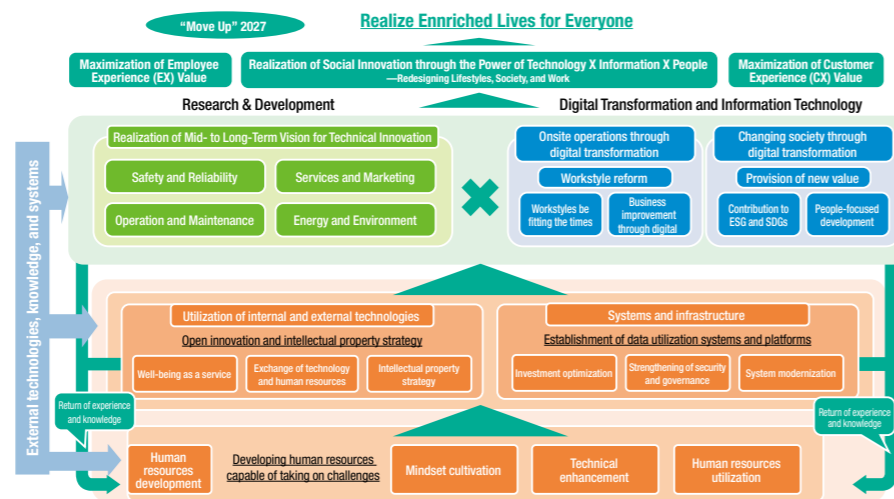 "Move Up" 2027
Realize Ennriched Lives for Everyone
Maximization of Employee
Experience (EX) Value
Realization of Social Innovation through the Power of Technology X Information X People
—Redesigning Lifestyles, Society, and Work
Maximization of Customer
Experience (CX) Value
Research & Development
Digital Transformation and Information Technology
External technologies, knowledge, and systems
Realization of Mid- to Long-Term Vision for Technical Innovation
Safety and Reliability
Services and Marketing
Operation and Maintenance
Energy and Environment
Onsite operations through
digital transformation
Workstyle reform
Workstyles be
fitting the times
Business
improvement
through digital
Changing society through
digital transformation
Provision of new value
Contribution to
ESG and SDGs
People-focused
development
Utilization of internal and external technologies
Open innovation and intellectual property strategy
Well-being as a service
Exchange of technology
and human resources
Intellectual property
strategy
Systems and infrastructure
Establishment of data utilization systems and platforms
Investment optimization
Strengthening of security
and governance
System modernization
Return of experience
and knowledge
Return of experience
and knowledge
Human
resources
development
Developing human resources
capable of taking on challenges
Mindset cultivation
Technical
enhancement
Human resources
utilization